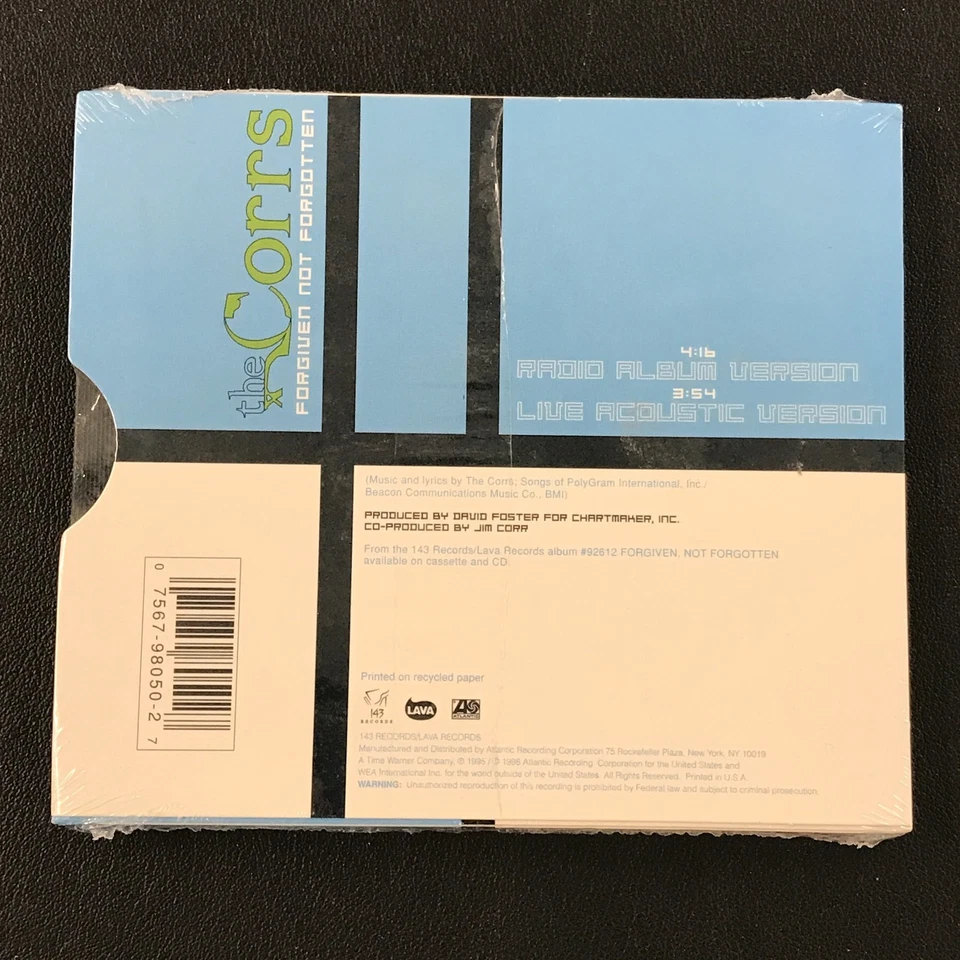 the Corrs
FORGIVEN NOT FORGOTTEN
4:16
RADIO ALBUM VERSION
3:54
LIVE ACOUSTIC VERSION
(Music and lyrics by The Corrs; Songs of PolyGram International, Inc./
Beacon Communications Music Co., BMI)
PRODUCED BY DAVID FOSTER FOR CHARTMAKER, INC.
CO-PRODUCED BY JIM CORR
From the 143 Records/Lava Records album #92612 FORGIVEN, NOT FORGOTTEN
available on cassette and CD
0 7567-98050-2 7
Printed on recycled paper
143
RECORDS
LAVA
ATLANTIC
143 RECORDS/LAVA RECORDS
Manufactured and Distributed by Atlantic Recording Corporation 75 Rockefeller Plaza, New York, NY 10019
A Time Warner Company. © 1995 / ℗ 1996 Atlantic Recording Corporation for the United States and
WEA International Inc. for the world outside of the United States. All Rights Reserved. Printed in U.S.A.
WARNING: Unauthorized reproduction of this recording is prohibited by Federal law and subject to criminal prosecution.